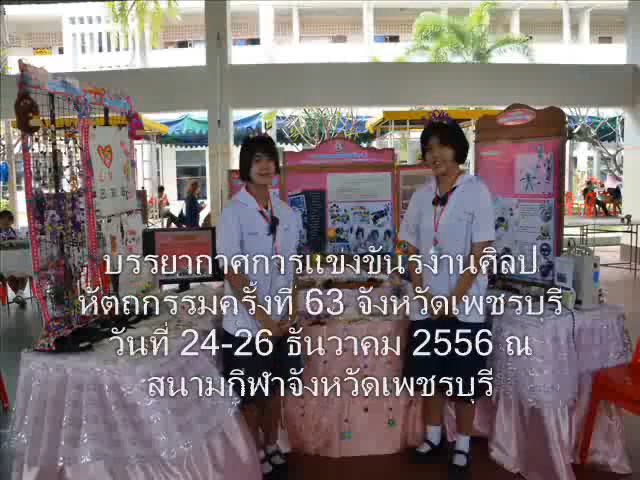 บรรยากาศการแข่งขันรงานศิลป
หัตถกรรมครั้งที่ 63 จังหวัดเพชรบุรี
วันที่ 24-26 ธันวาคม 2556 ณ
สนามกีฬาจังหวัดเพชรบุรี